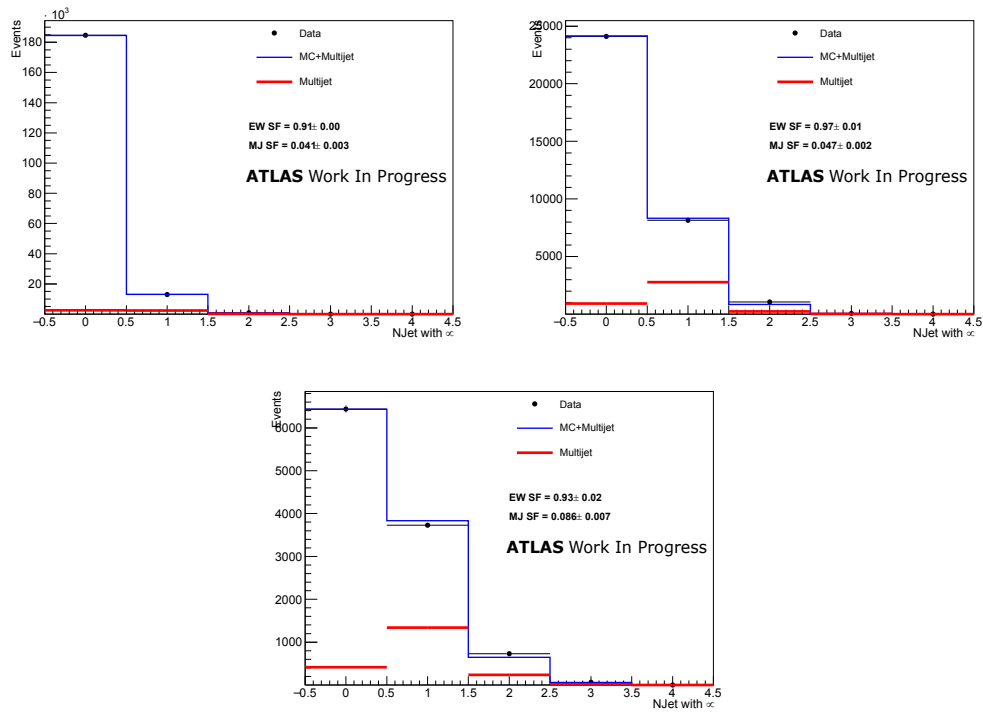 Events
× 10³
180
160
140
120
100
80
60
40
20
−0.5 0 0.5 1 1.5 2 2.5 3 3.5 4 4.5
NJet with ∝
Data
MC+Multijet
Multijet
EW SF = 0.91± 0.00
MJ SF = 0.041± 0.003
ATLAS Work In Progress
Events
25000
20000
15000
10000
5000
−0.5 0 0.5 1 1.5 2 2.5 3 3.5 4 4.5
NJet with ∝
Data
MC+Multijet
Multijet
EW SF = 0.97± 0.01
MJ SF = 0.047± 0.002
ATLAS Work In Progress
Events
6000
5000
4000
3000
2000
1000
−0.5 0 0.5 1 1.5 2 2.5 3 3.5 4 4.5
NJet with ∝
Data
MC+Multijet
Multijet
EW SF = 0.93± 0.02
MJ SF = 0.086± 0.007
ATLAS Work In Progress